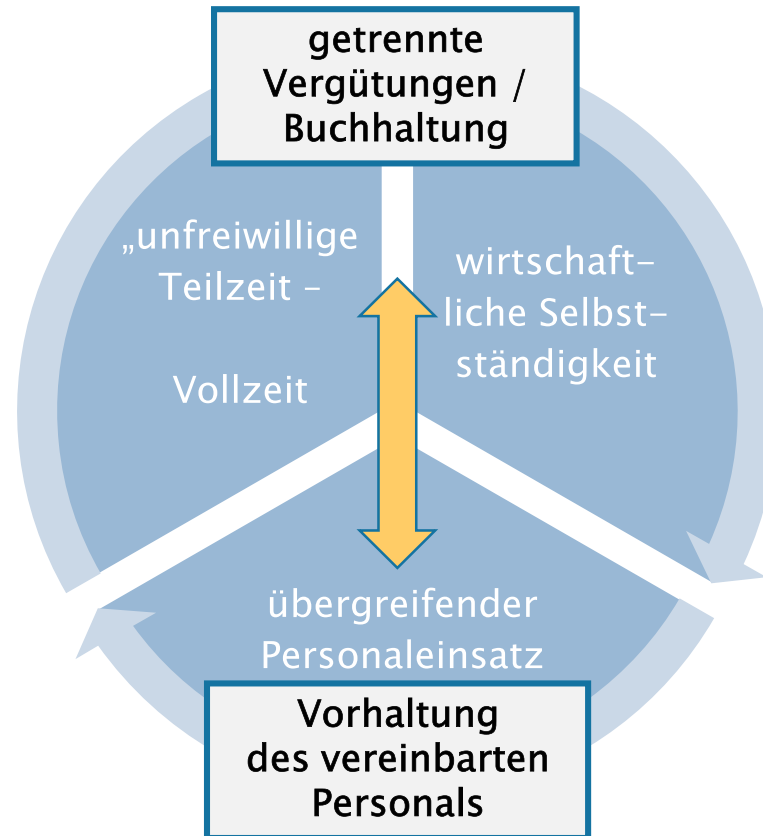 getrennte
Vergütungen /
Buchhaltung
„unfreiwillige
Teilzeit –
Vollzeit
wirtschaft–
liche Selbst–
ständigkeit
übergreifender
Personaleinsatz
Vorhaltung
des vereinbarten
Personals